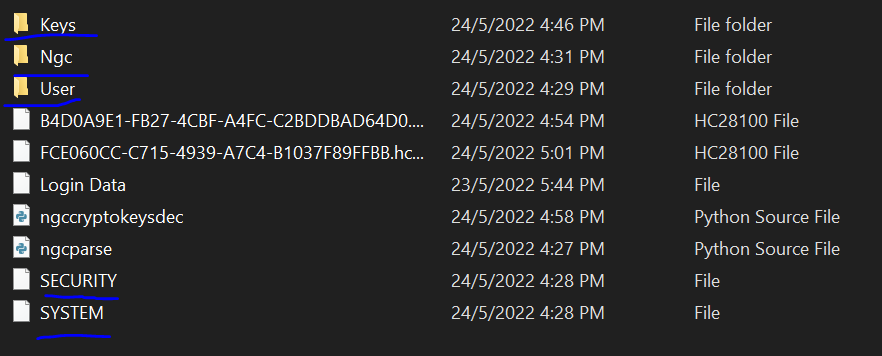 Keys 24/5/2022 4:46 PM File folder
Ngc 24/5/2022 4:31 PM File folder
User 24/5/2022 4:29 PM File folder
B4D0A9E1-FB27-4CBF-A4FC-C2BDDBAD64D0.... 24/5/2022 4:54 PM HC28100 File
FCE060CC-C715-4939-A7C4-B1037F89FFBB.hc... 24/5/2022 5:01 PM HC28100 File
Login Data 23/5/2022 5:44 PM File
ngccryptokeysdec 24/5/2022 4:58 PM Python Source File
ngcparse 24/5/2022 4:27 PM Python Source File
SECURITY 24/5/2022 4:28 PM File
SYSTEM 24/5/2022 4:28 PM File